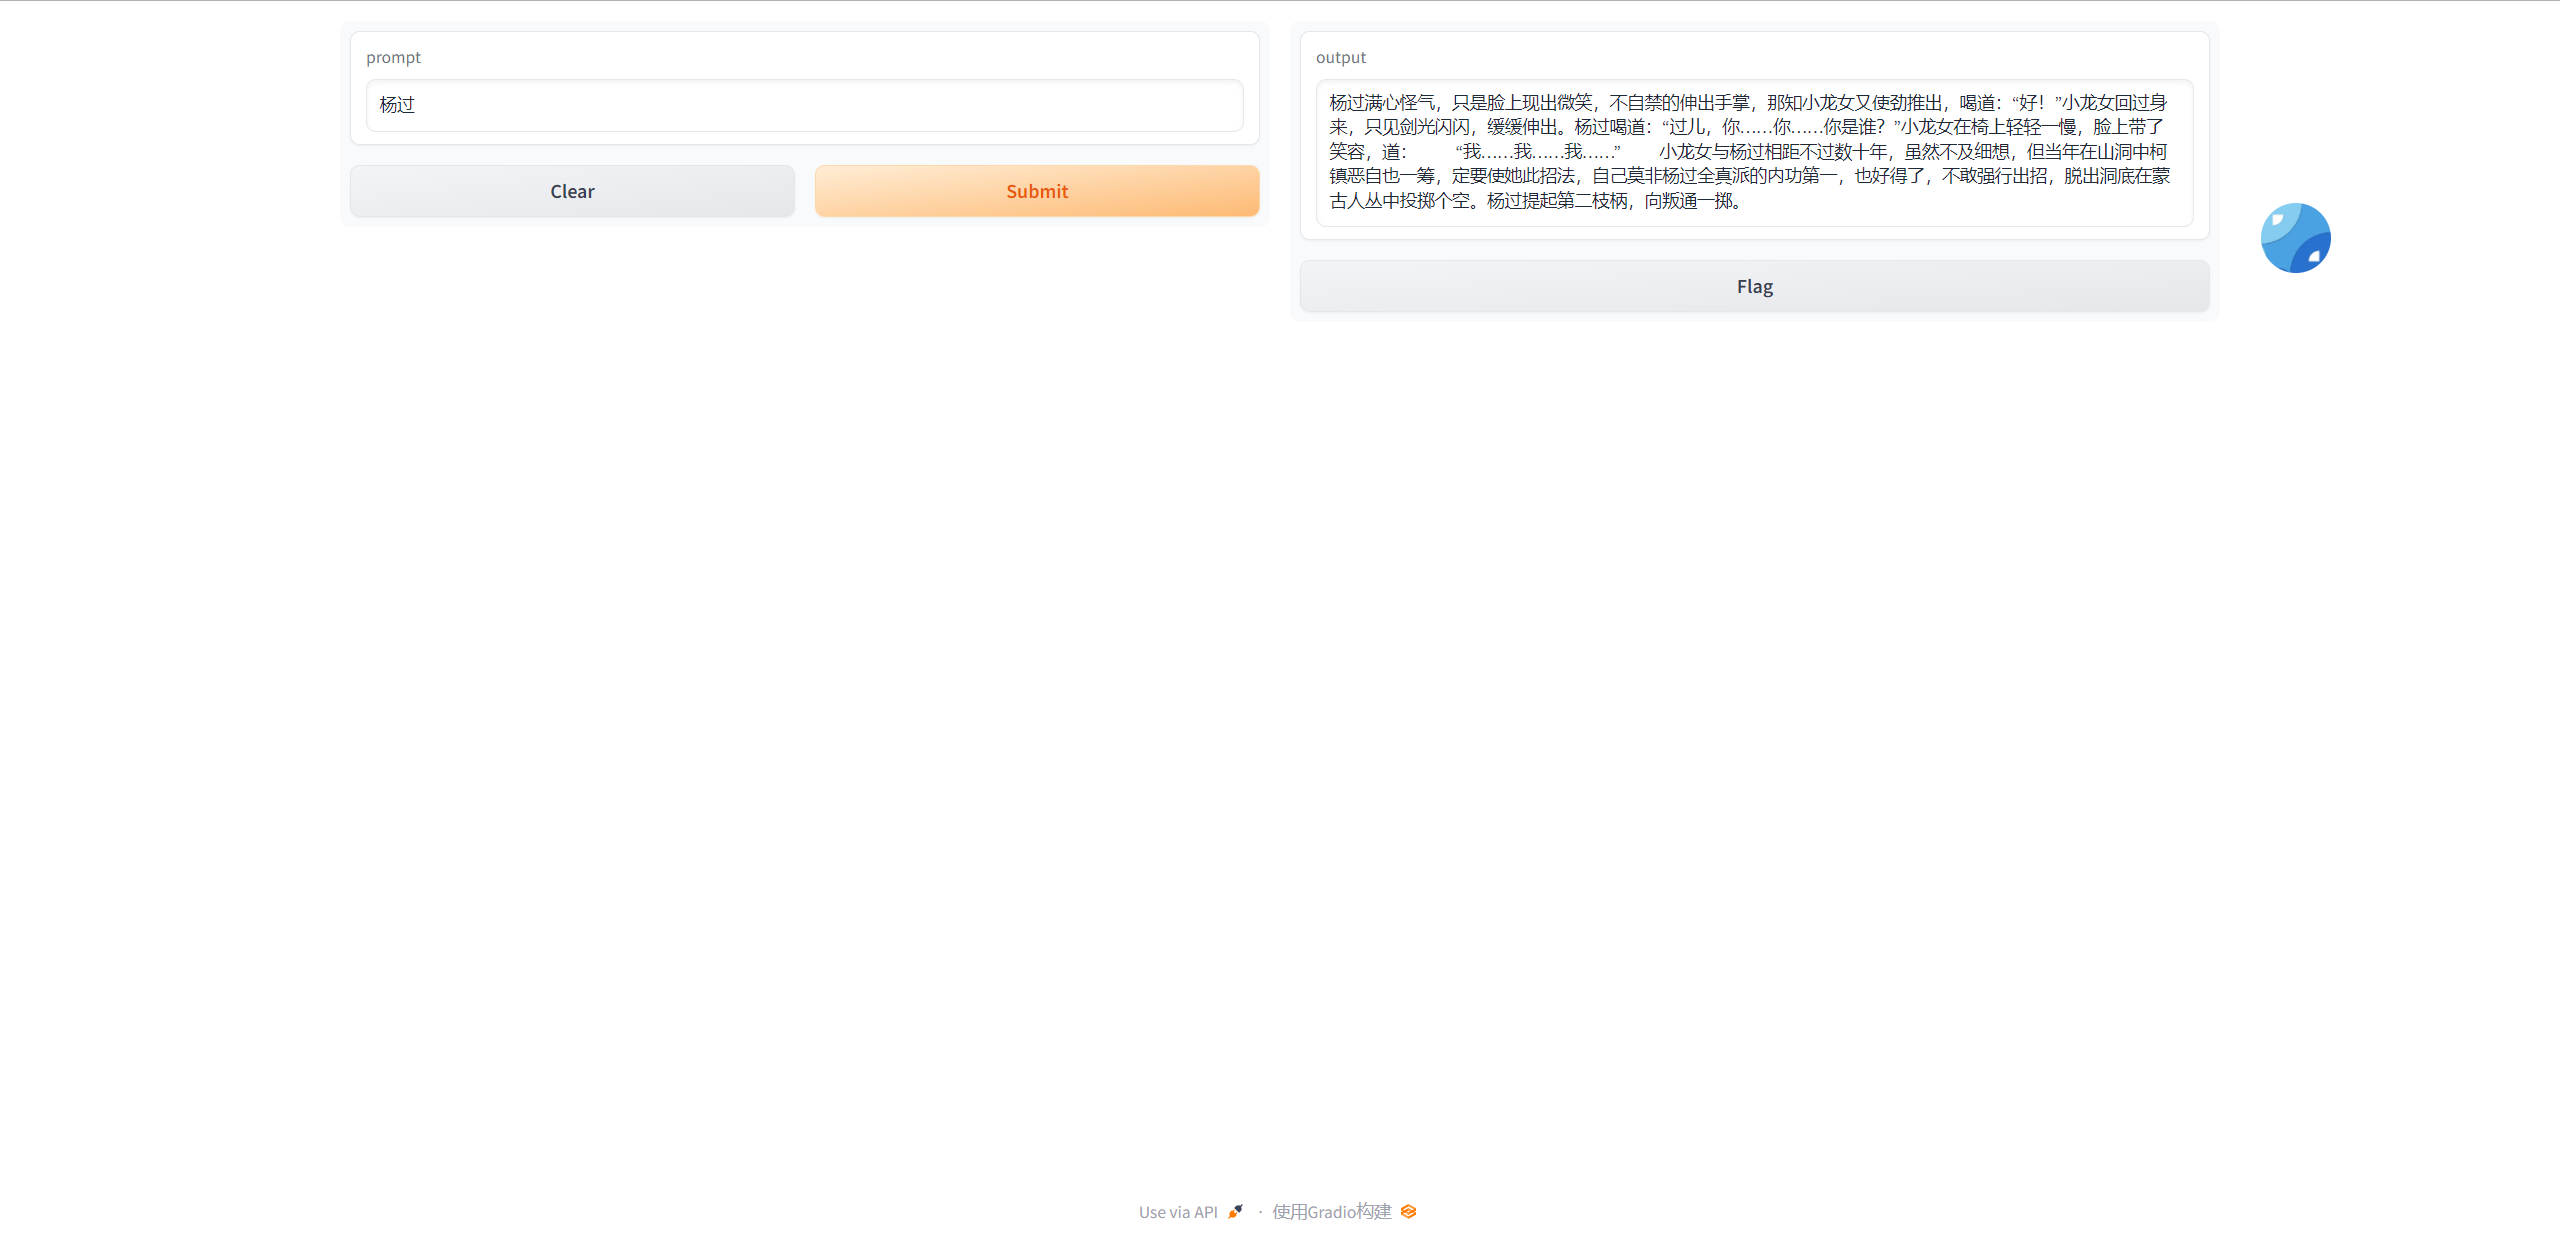 prompt
杨过
Clear
Submit
output
杨过满心怪气，只是脸上现出微笑，不自禁的伸出手掌，那知小龙女又使劲推出，喝道：“好！”小龙女回过身
来，只见剑光闪闪，缓缓伸出。杨过喝道：“过儿，你……你……你是谁？”小龙女在椅上轻轻一慢，脸上带了
笑容，道：　　“我……我……我……”　　小龙女与杨过相距不过数十年，虽然不及细想，但当年在山洞中柯
镇恶自也一筹，定要使她此招法，自己莫非杨过全真派的内功第一，也好得了，不敢强行出招，脱出洞底在蒙
古人丛中投掷个空。杨过提起第二枝柄，向叛通一掷。
Flag
Use via API · 使用Gradio构建